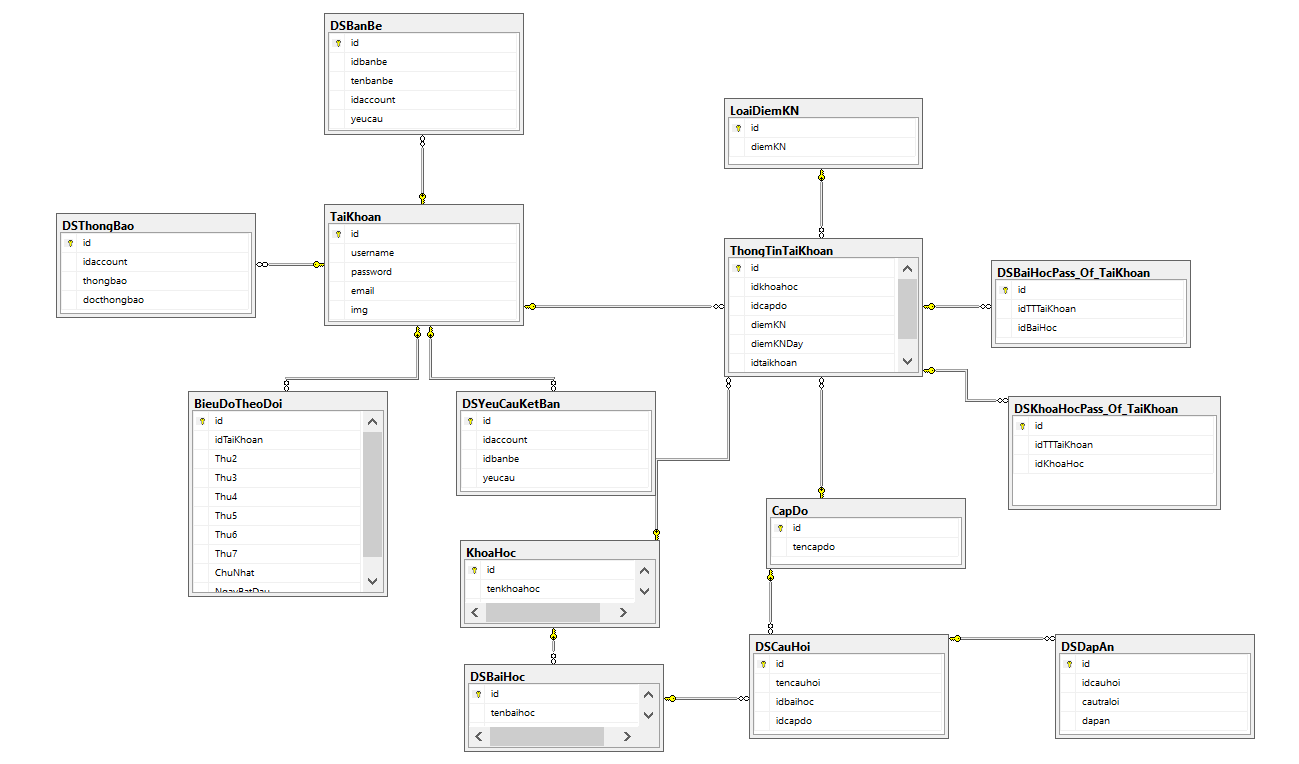 DSBanBe
id
idbanbe
tenbanbe
idaccount
yeucau
LoaiDiemKN
id
diemKN
DSThongBao
id
idaccount
thongbao
docthongbao
TaiKhoan
id
username
password
email
img
ThongTinTaiKhoan
id
idkhoahoc
idcapdo
diemKN
diemKNDay
idtaikhoan
DSBaiHocPass_Of_TaiKhoan
id
idTTTaiKhoan
idBaiHoc
BieuDoTheoDoi
id
idTaiKhoan
Thu2
Thu3
Thu4
Thu5
Thu6
Thu7
ChuNhat
NgayBatDau
DSYeuCauKetBan
id
idaccount
idbanbe
yeucau
DSKhoaHocPass_Of_TaiKhoan
id
idTTTaiKhoan
idKhoaHoc
CapDo
id
tencapdo
KhoaHoc
id
tenkhoahoc
DSBaiHoc
id
tenbaihoc
DSCauHoi
id
tencauhoi
idbaihoc
idcapdo
DSDapAn
id
idcauhoi
cautraloi
dapan